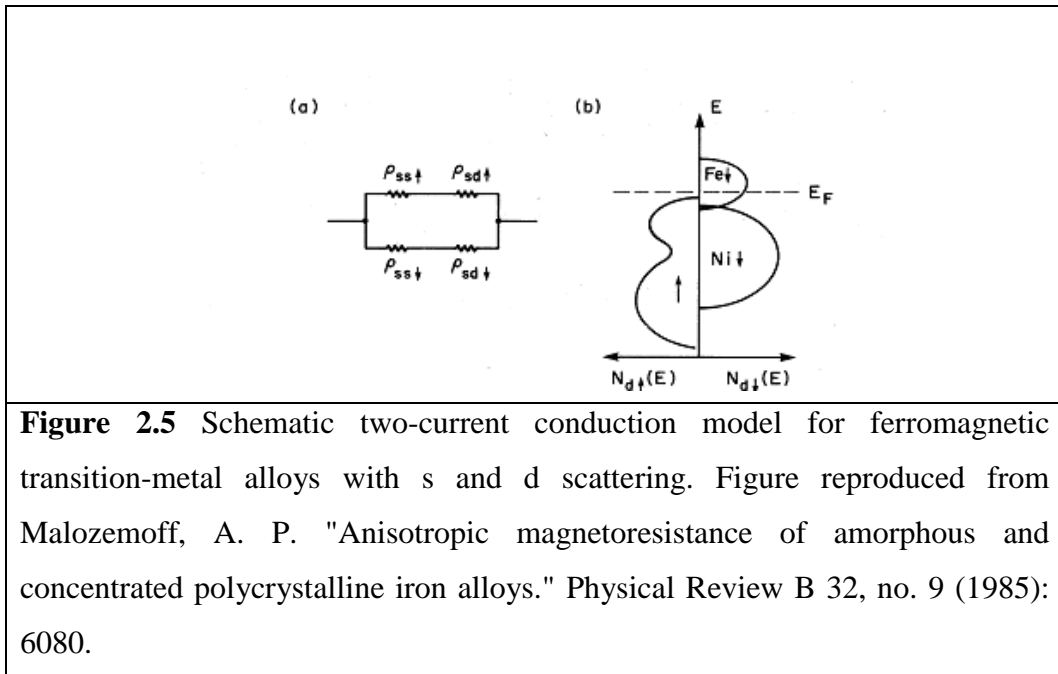 (a)
ρss↑ ρsd↑
ρss↓ ρsd↓
(b)
E
Fe↓
EF
Ni↓
↑
Nd↑(E) Nd↓(E)
Figure 2.5 Schematic two-current conduction model for ferromagnetic
transition-metal alloys with s and d scattering. Figure reproduced from
Malozemoff, A. P. "Anisotropic magnetoresistance of amorphous and
concentrated polycrystalline iron alloys." Physical Review B 32, no. 9 (1985):
6080.